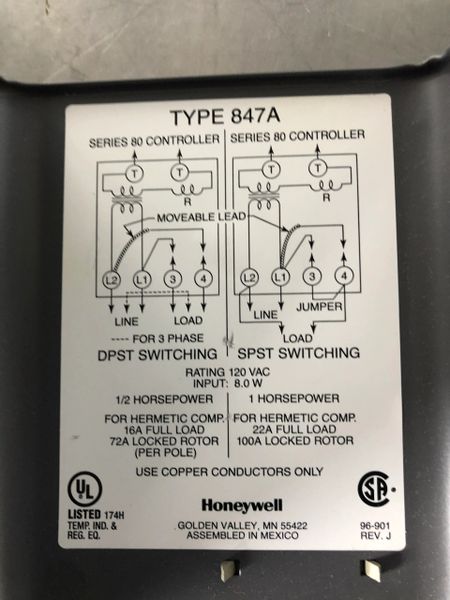 TYPE 847A
SERIES 80 CONTROLLER
T T
R
L2 L1 3 4
LINE LOAD
---- FOR 3 PHASE
DPST SWITCHING
SERIES 80 CONTROLLER
T T
R
MOVEABLE LEAD
L2 L1 3 4
JUMPER
LINE
LOAD
SPST SWITCHING
RATING 120 VAC
INPUT: 8.0 W
1/2 HORSEPOWER
FOR HERMETIC COMP.
16A FULL LOAD
72A LOCKED ROTOR
(PER POLE)
1 HORSEPOWER
FOR HERMETIC COMP.
22A FULL LOAD
100A LOCKED ROTOR
USE COPPER CONDUCTORS ONLY
UL
LISTED 174H
TEMP. IND. &
REG. EQ.
Honeywell
GOLDEN VALLEY, MN 55422
ASSEMBLED IN MEXICO
SA
96-901
REV. J